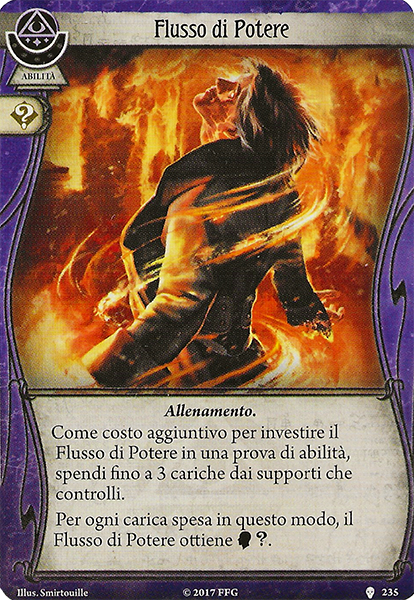 Flusso di Potere
ABILITÀ
Allenamento.
Come costo aggiuntivo per investire il
Flusso di Potere in una prova di abilità,
spendi fino a 3 cariche dai supporti che
controlli.
Per ogni carica spesa in questo modo, il
Flusso di Potere ottiene ?.
Illus. Smirtouille
© 2017 FFG
235